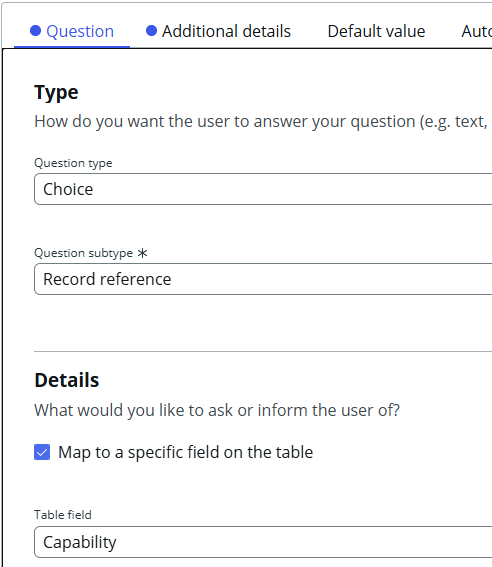 Question Additional details Default value Auto
Type
How do you want the user to answer your question (e.g. text,
Question type
Choice
Question subtype *
Record reference
Details
What would you like to ask or inform the user of?
Map to a specific field on the table
Table field
Capability